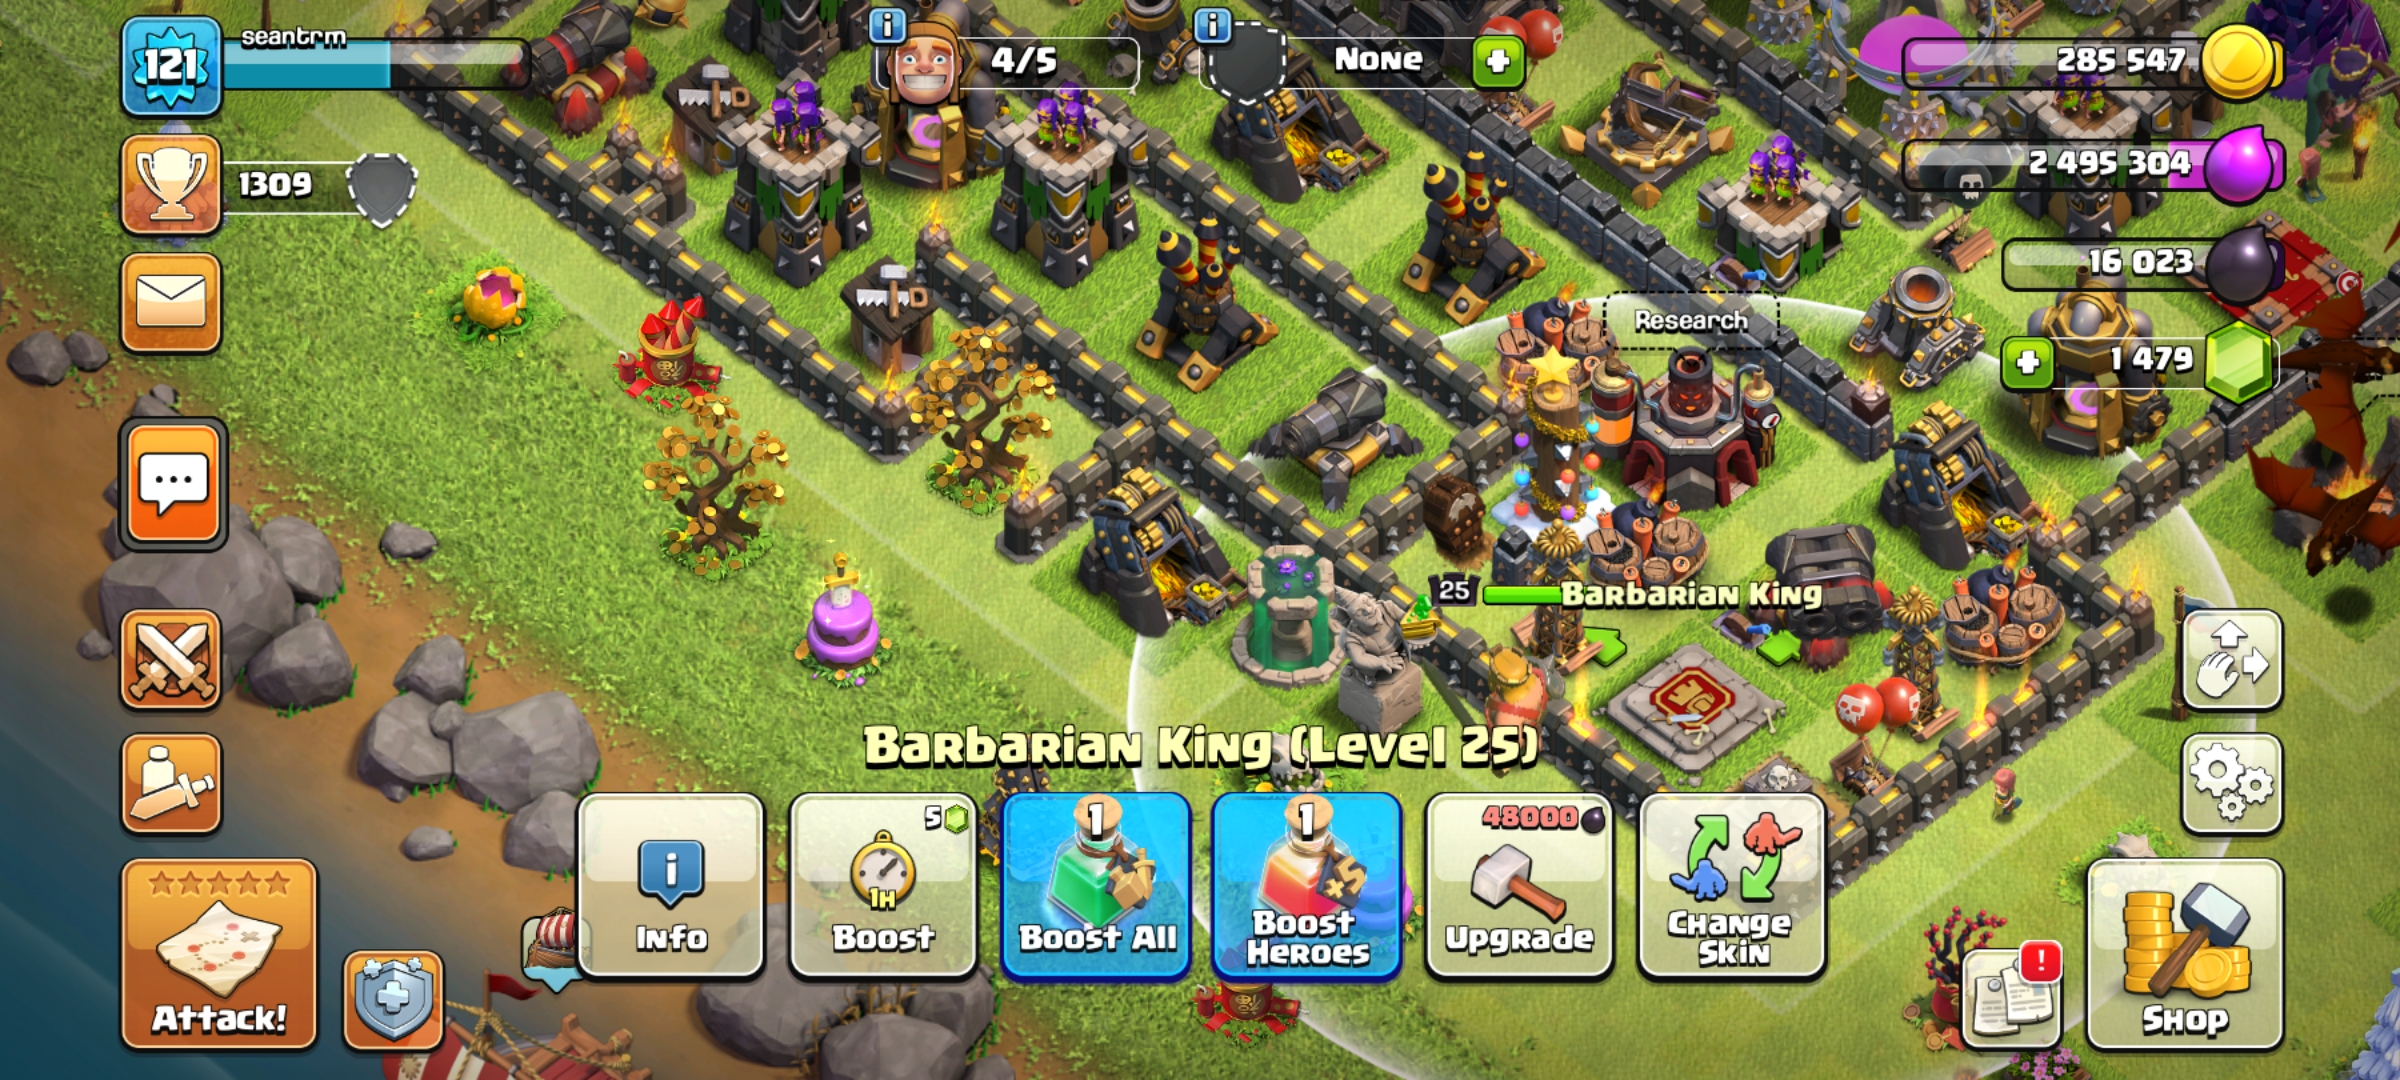 121
seantrm
4/5
None
285 547
1309
2 495 304
16 023
Research
1 479
25
Barbarian King
Barbarian King (Level 25)
Info
5
1H
Boost
1
Boost All
1
+5
Boost
Heroes
48000
Upgrade
Change
Skin
Attack!
!
Shop